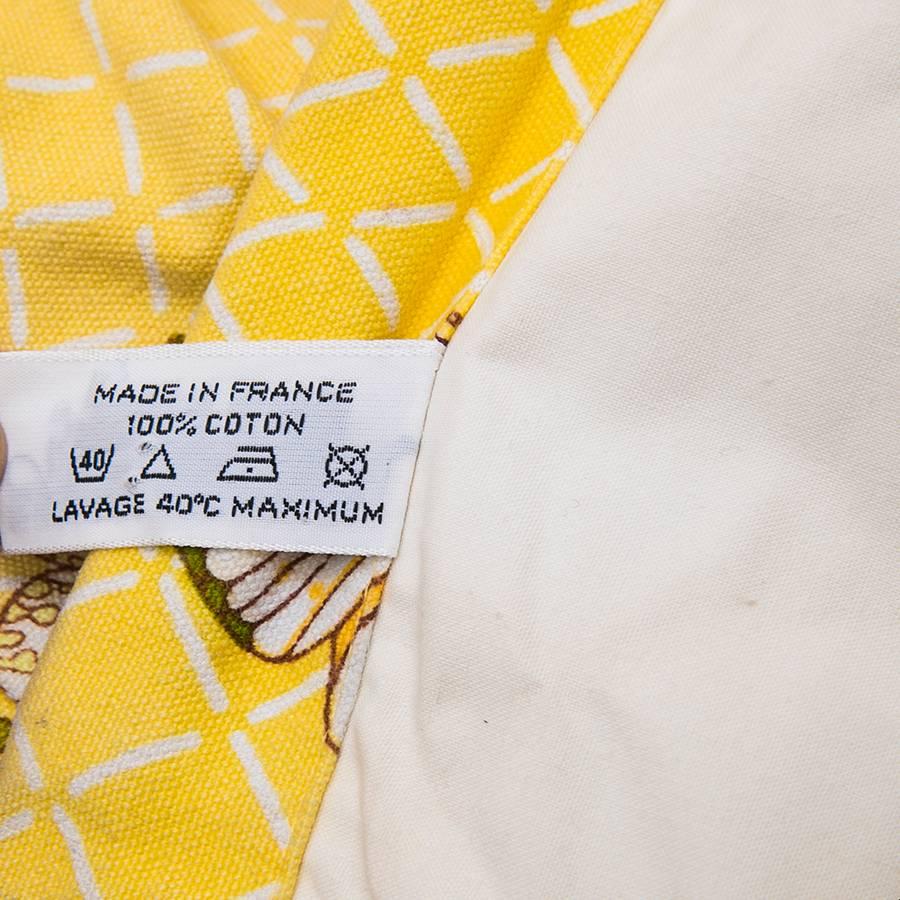 MADE IN FRANCE
100% COTON
40
LAVAGE 40°C MAXIMUM